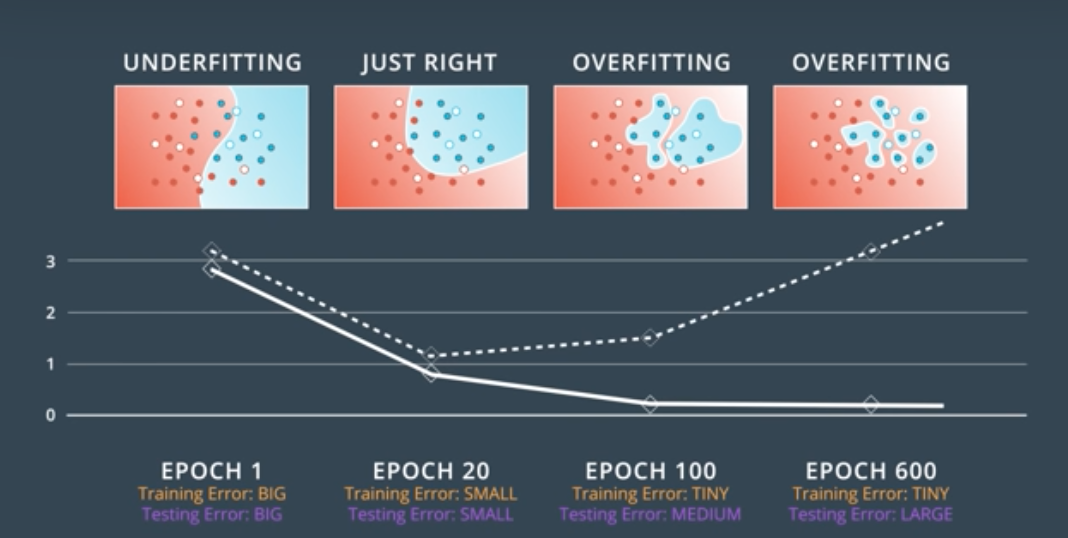 UNDERFITTING
JUST RIGHT
OVERFITTING
OVERFITTING
3
2
1
0
EPOCH 1
Training Error: BIG
Testing Error: BIG
EPOCH 20
Training Error: SMALL
Testing Error: SMALL
EPOCH 100
Training Error: TINY
Testing Error: MEDIUM
EPOCH 600
Training Error: TINY
Testing Error: LARGE